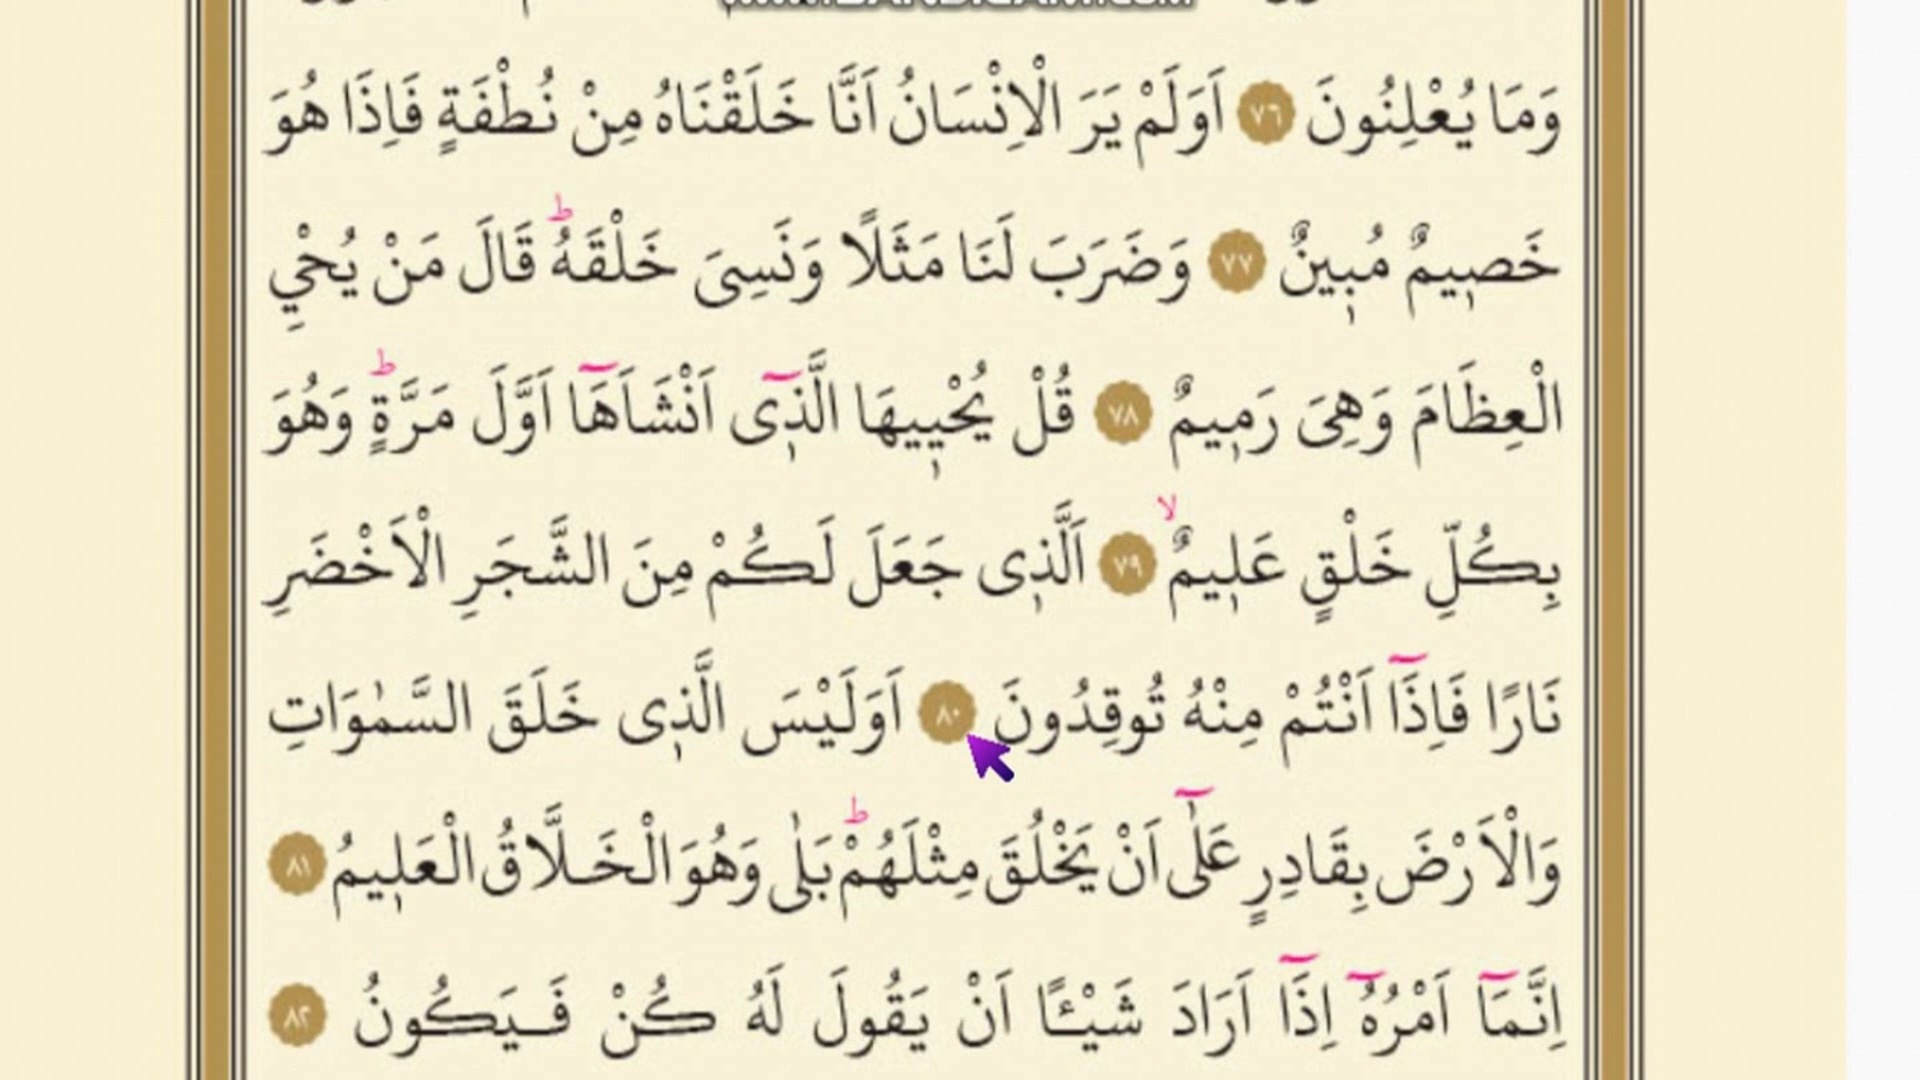 وَمَا يُعْلِنُونَ ٧٦ اَوَلَمْ يَرَ الْاِنْسَانُ اَنَّا خَلَقْنَاهُ مِنْ نُطْفَةٍ فَاِذَا هُوَ
خَصٖيمٌ مُبٖينٌ ٧٧ وَضَرَبَ لَنَا مَثَلًا وَنَسِىَ خَلْقَهُؕ قَالَ مَنْ يُحْيِ
الْعِظَامَ وَهِىَ رَمٖيمٌ ٧٨ قُلْ يُحْيٖيهَا الَّذٖٓى اَنْشَاَهَٓا اَوَّلَ مَرَّةٍؕ وَهُوَ
بِكُلِّ خَلْقٍ عَلٖيمٌۙ ٧٩ اَلَّذٖى جَعَلَ لَكُمْ مِنَ الشَّجَرِ الْاَخْضَرِ
نَارًا فَاِذَٓا اَنْتُمْ مِنْهُ تُوقِدُونَ ٨٠ اَوَلَيْسَ الَّذٖى خَلَقَ السَّمٰوَاتِ
وَالْاَرْضَ بِقَادِرٍ عَلٰٓى اَنْ يَخْلُقَ مِثْلَهُمْؕ بَلٰى وَهُوَ الْخَلَّاقُ الْعَلٖيمُ ٨١
اِنَّمَٓا اَمْرُهُٓ اِذَٓا اَرَادَ شَيْـًٔا اَنْ يَقُولَ لَهُ كُنْ فَيَكُونُ ٨٢